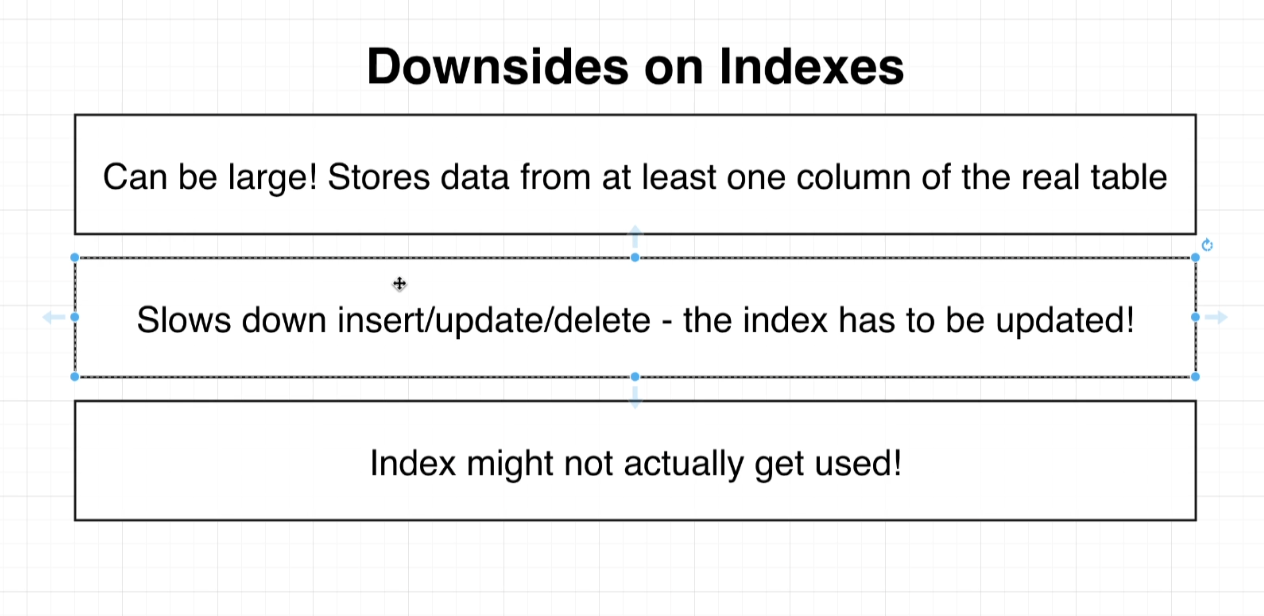 Downsides on Indexes
Can be large! Stores data from at least one column of the real table
Slows down insert/update/delete - the index has to be updated!
Index might not actually get used!